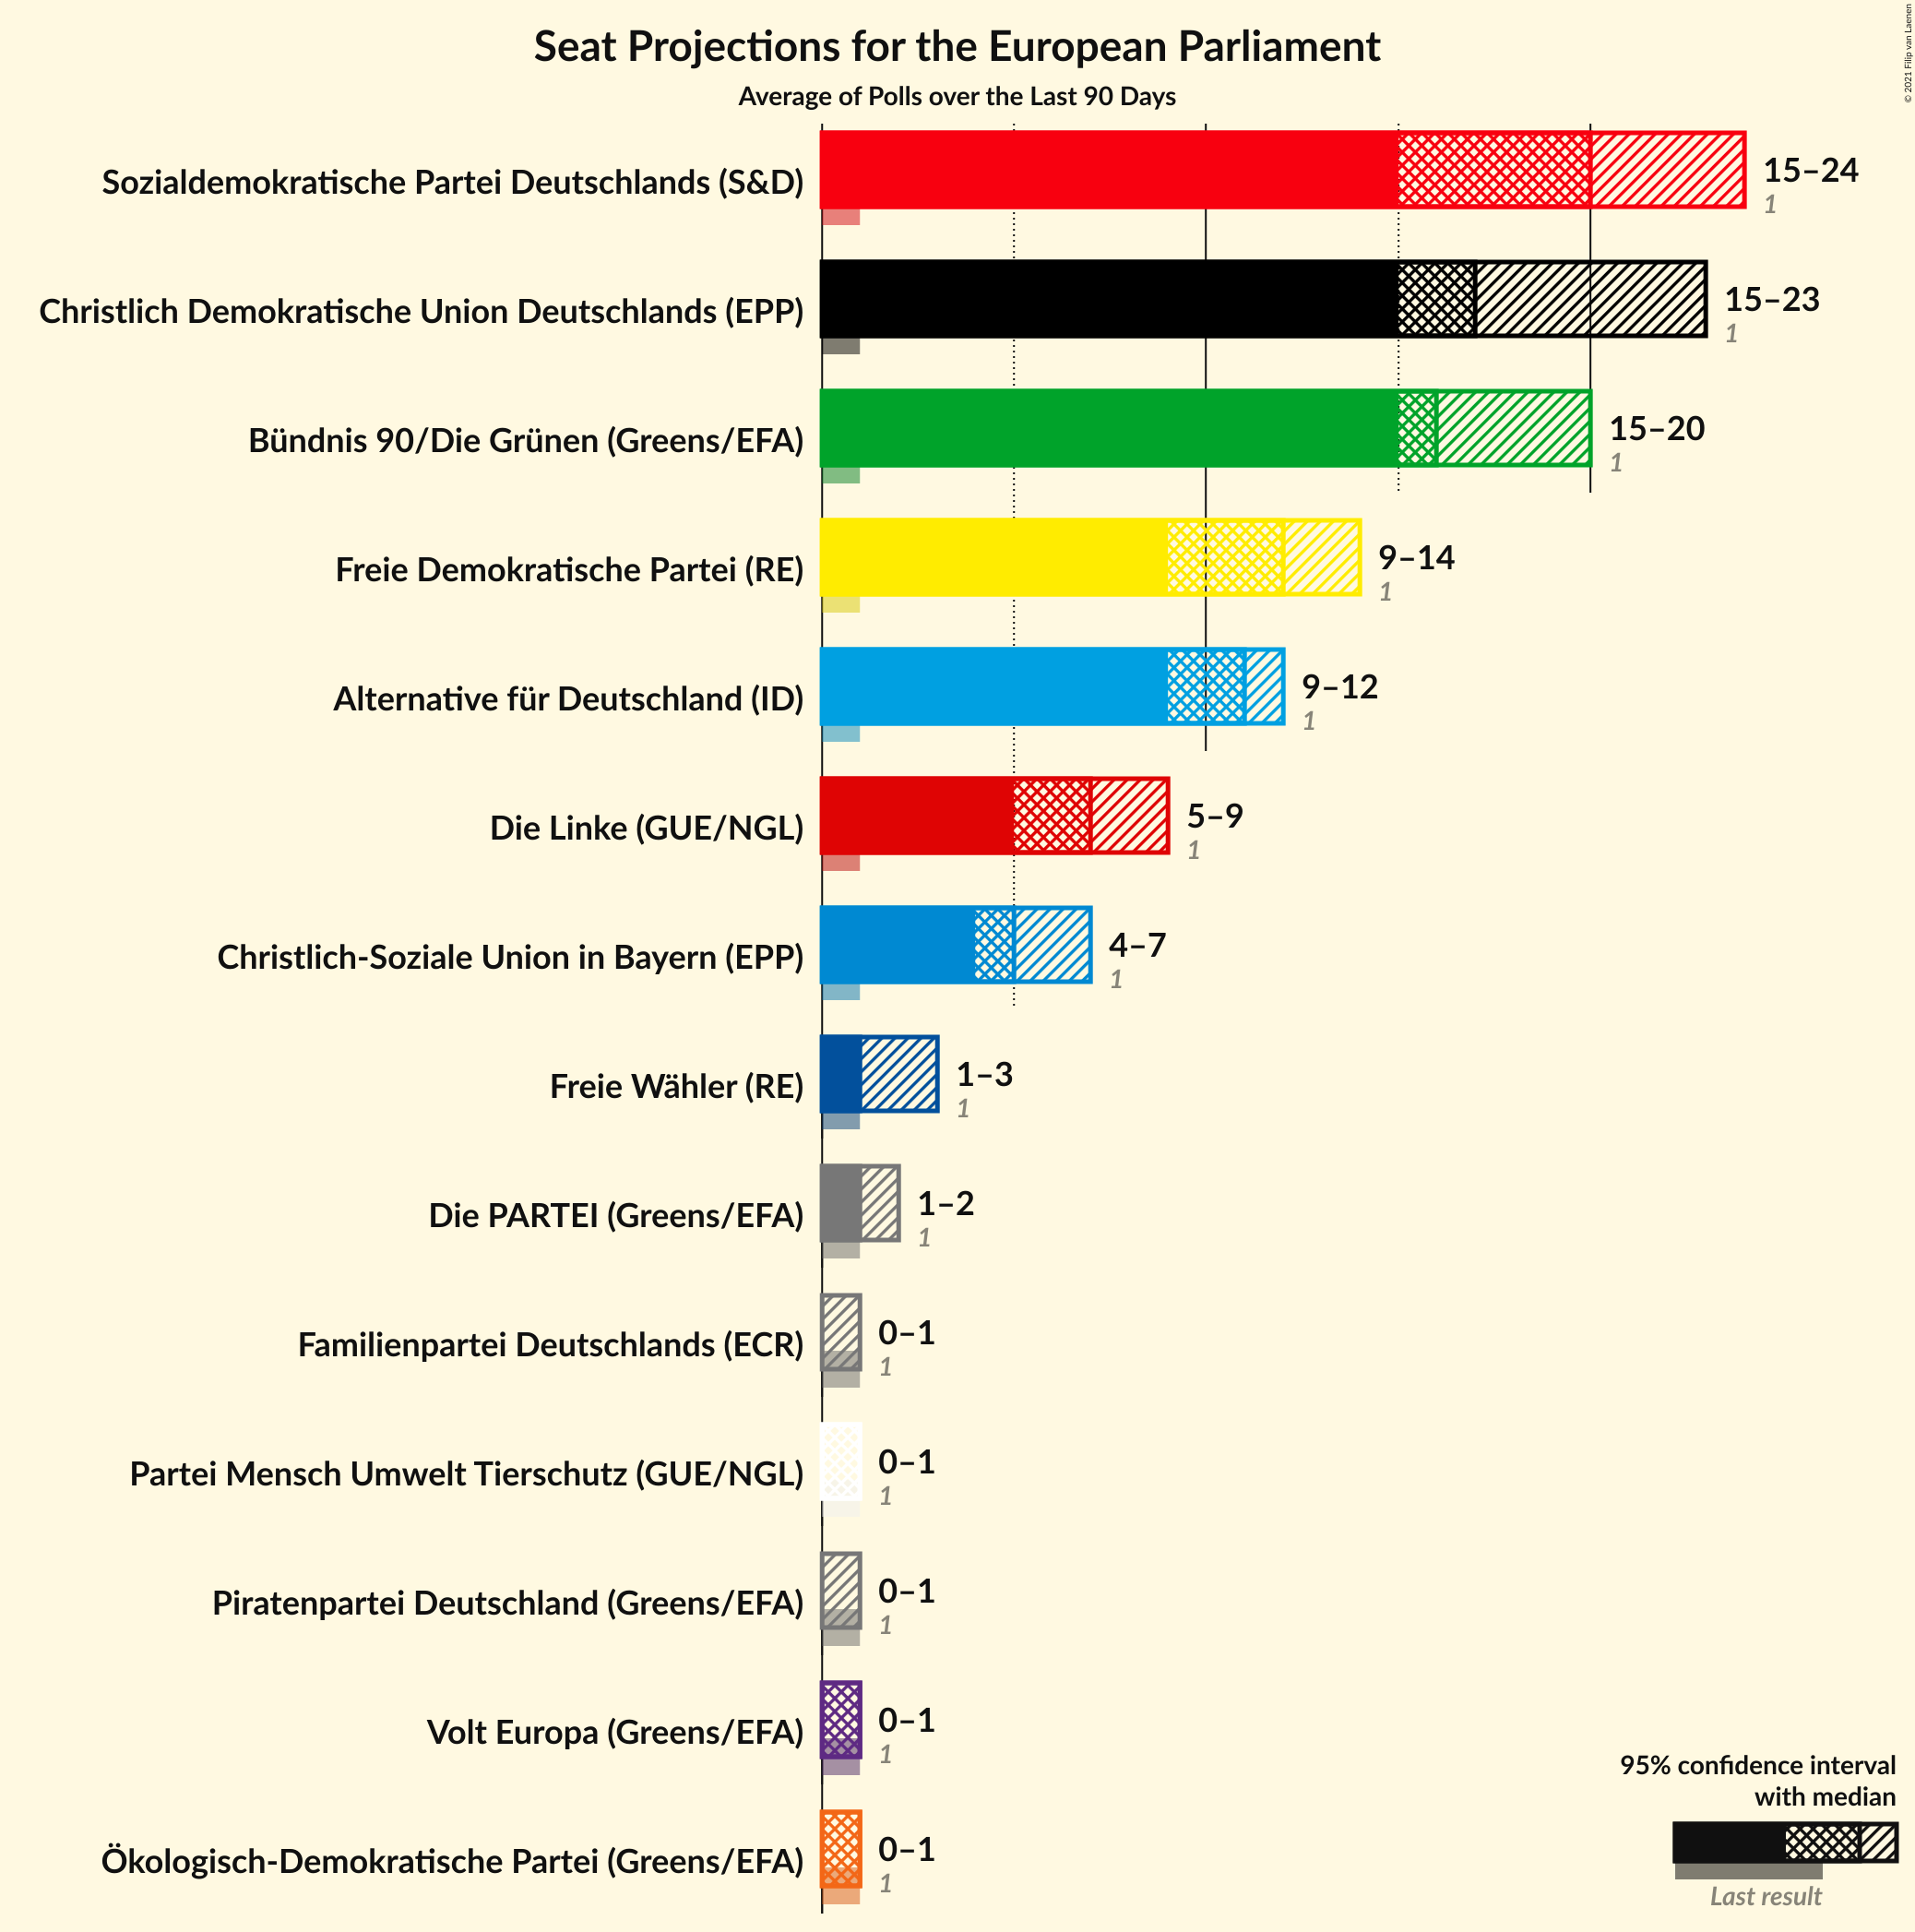 © 2021 Filip van Laenen
Seat Projections for the European Parliament
Average of Polls over the Last 90 Days
Sozialdemokratische Partei Deutschlands (S&D)
15–24
1
Christlich Demokratische Union Deutschlands (EPP)
15–23
1
Bündnis 90/Die Grünen (Greens/EFA)
15–20
1
Freie Demokratische Partei (RE)
9–14
1
Alternative für Deutschland (ID)
9–12
1
Die Linke (GUE/NGL)
5–9
1
Christlich-Soziale Union in Bayern (EPP)
4–7
1
Freie Wähler (RE)
1–3
1
Die PARTEI (Greens/EFA)
1–2
1
Familienpartei Deutschlands (ECR)
0–1
1
Partei Mensch Umwelt Tierschutz (GUE/NGL)
0–1
1
Piratenpartei Deutschland (Greens/EFA)
0–1
1
Volt Europa (Greens/EFA)
0–1
1
Ökologisch-Demokratische Partei (Greens/EFA)
0–1
1
95% confidence interval
with median
Last result